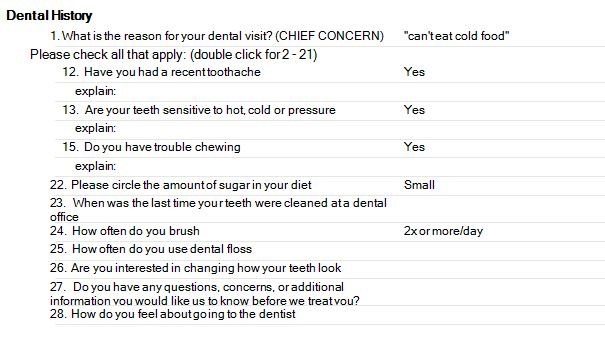 Dental History
1. What is the reason for your dental visit? (CHIEF CONCERN) "can't eat cold food"
Please check all that apply: (double click for 2 - 21)
12. Have you had a recent toothache Yes
explain:
13. Are your teeth sensitive to hot, cold or pressure Yes
explain:
15. Do you have trouble chewing Yes
explain:
22. Please circle the amount of sugar in your diet Small
23. When was the last time your teeth were cleaned at a dental
office
24. How often do you brush 2x or more/day
25. How often do you use dental floss
26. Are you interested in changing how your teeth look
27. Do you have any questions, concerns, or additional
information you would like us to know before we treat you?
28. How do you feel about going to the dentist